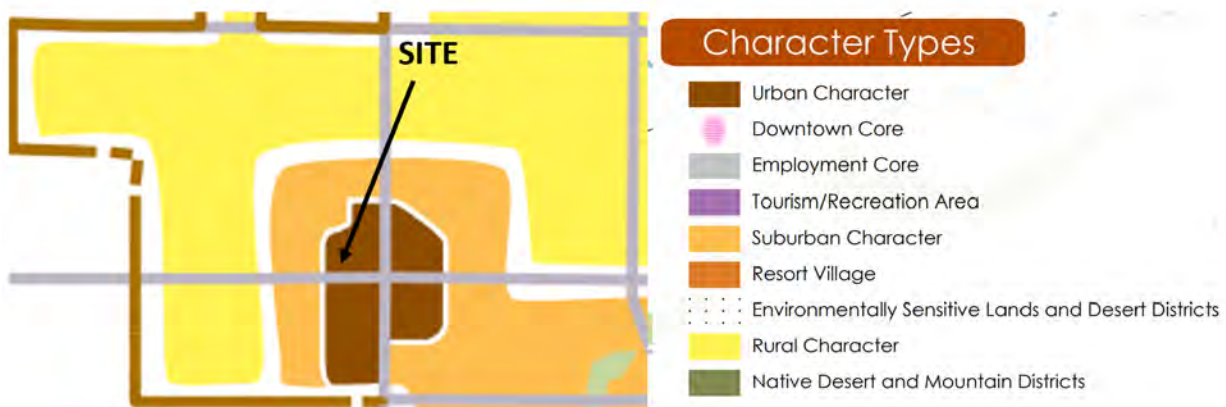 SITE
Character Types
Urban Character
Downtown Core
Employment Core
Tourism/Recreation Area
Suburban Character
Resort Village
Environmentally Sensitive Lands and Desert Districts
Rural Character
Native Desert and Mountain Districts